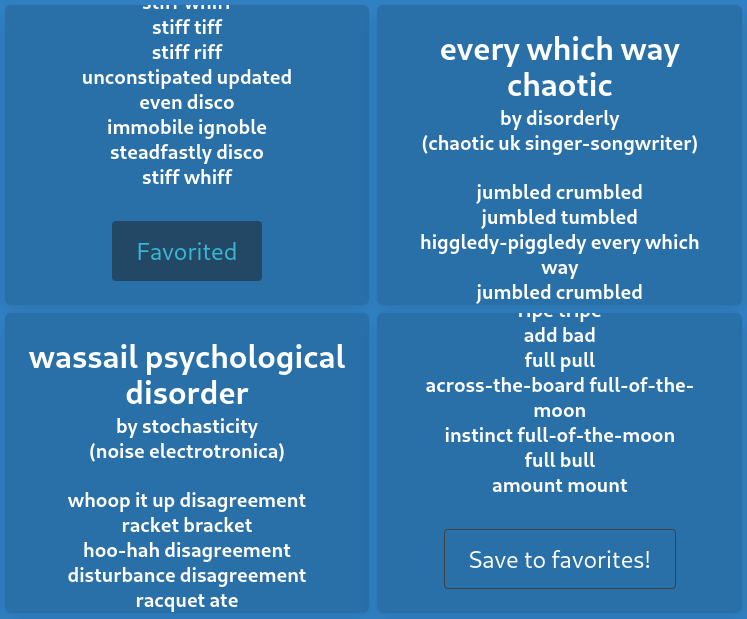 stiff whiff
stiff tiff
stiff riff
unconstipated updated
even disco
immobile ignoble
steadfastly disco
stiff whiff
Favorited
every which way
chaotic
by disorderly
(chaotic uk singer-songwriter)
jumbled crumbled
jumbled tumbled
higgledy-piggledy every which
way
jumbled crumbled
wassail psychological
disorder
by stochasticity
(noise electrotronica)
whoop it up disagreement
racket bracket
hoo-hah disagreement
disturbance disagreement
racquet ate
ripe tripe
add bad
full pull
across-the-board full-of-the-
moon
instinct full-of-the-moon
full bull
amount mount
Save to favorites!